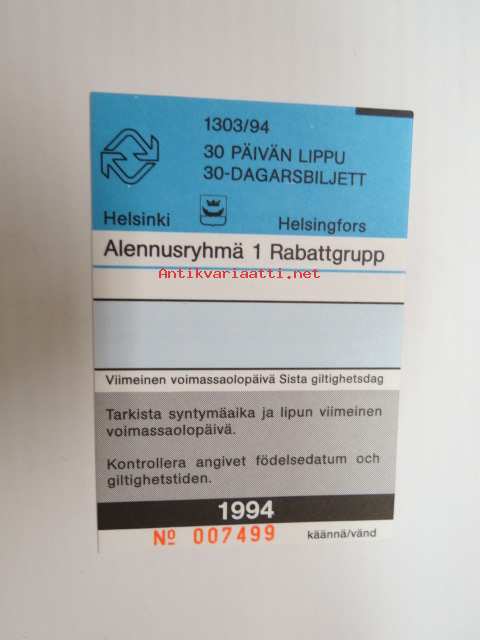 1303/94
30 PÄIVÄN LIPPU
30-DAGARSBILJETT
Helsinki Helsingfors
Alennusryhmä 1 Rabattgrupp
Antikvariaatti.net
Viimeinen voimassaolopäivä Sista giltighetsdag
Tarkista syntymäaika ja lipun viimeinen
voimassaolopäivä.
Kontrollera angivet födelsedatum och
giltighetstiden.
1994
Nº 007499 käännä/vänd